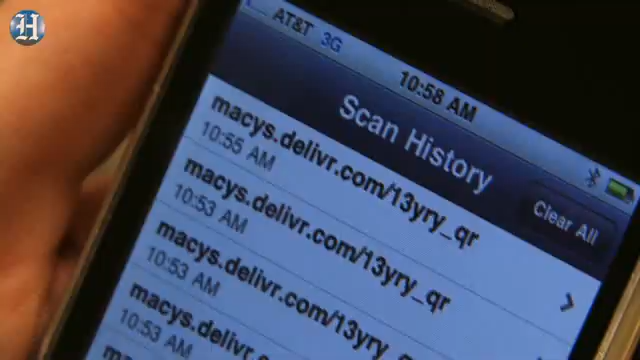 H
AT&T 3G
10:58 AM
Scan History
Clear All
macys.delivr.com/13yry_qr
10:55 AM
macys.delivr.com/13yry_qr
10:53 AM
macys.delivr.com/13yry_qr
10:53 AM
macys.delivr.com/13yry
10:53 AM